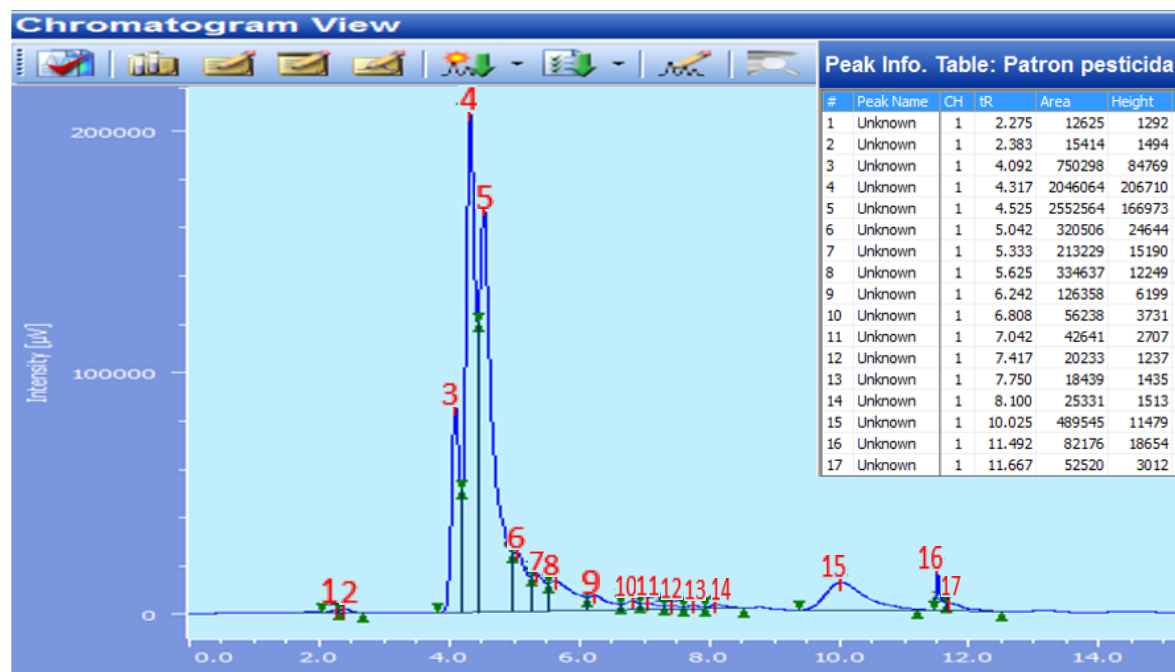 Chromatogram View
Peak Info. Table: Patron pesticida
# Peak Name CH tR Area Height
1 Unknown 1 2.275 12625 1292
2 Unknown 1 2.383 15414 1494
3 Unknown 1 4.092 750298 84769
4 Unknown 1 4.317 2046064 206710
5 Unknown 1 4.525 2552564 166973
6 Unknown 1 5.042 320506 24644
7 Unknown 1 5.333 213229 15190
8 Unknown 1 5.625 334637 12249
9 Unknown 1 6.242 126358 6199
10 Unknown 1 6.808 56238 3731
11 Unknown 1 7.042 42641 2707
12 Unknown 1 7.417 20233 1237
13 Unknown 1 7.750 18439 1435
14 Unknown 1 8.100 25331 1513
15 Unknown 1 10.025 489545 11479
16 Unknown 1 11.492 82176 18654
17 Unknown 1 11.667 52520 3012
Intensity [µV]
200000
100000
0
1 2 3 4 5 6 7 8 9 10 11 12 13 14 15 16 17
0.0 2.0 4.0 6.0 8.0 10.0 12.0 14.0